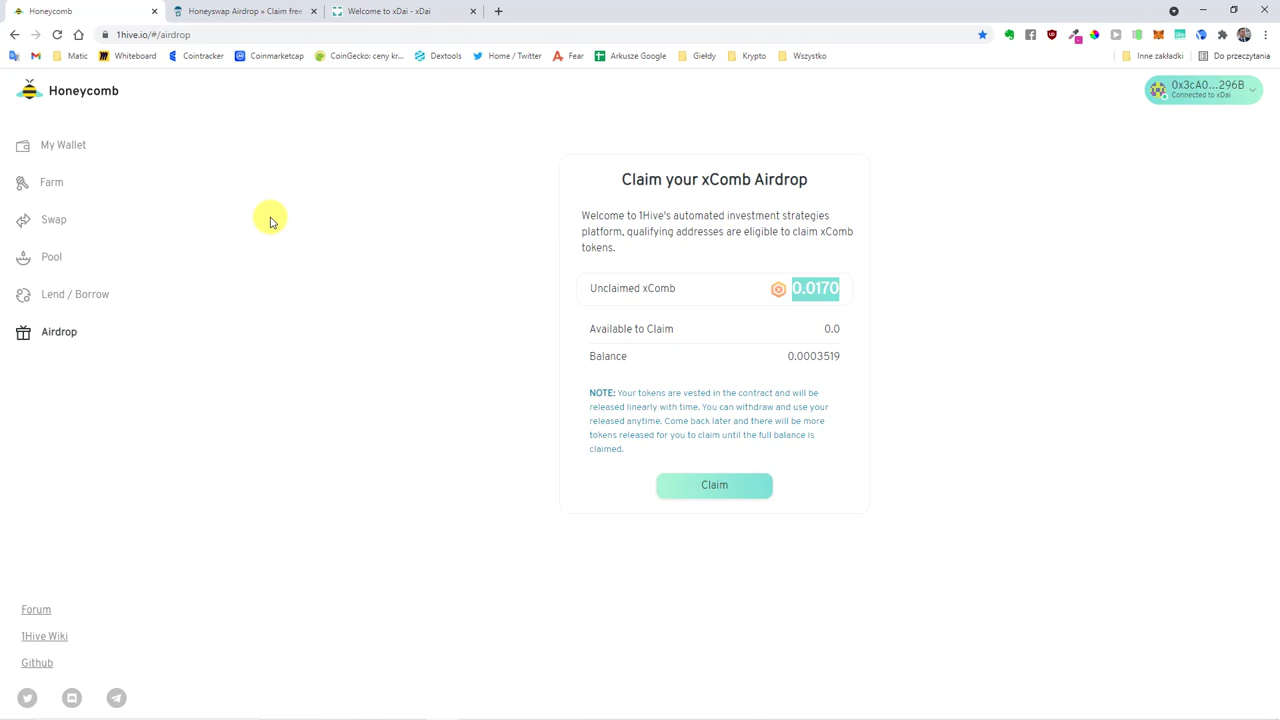 Honeycomb
Honeyswap Airdrop » Claim free
Welcome to xDai - xDai
1hive.io/#/airdrop
Matic
Whiteboard
Cointracker
Coinmarketcap
CoinGecko: ceny kr...
Dextools
Home / Twitter
Fear
Arkusze Google
Giełdy
Krypto
Wszystko
Inne zakładki
Do przeczytania
Honeycomb
0x3cA0...296B
Connected to xDai
My Wallet
Farm
Swap
Pool
Lend / Borrow
Airdrop
Claim your xComb Airdrop
Welcome to 1Hive's automated investment strategies
platform, qualifying addresses are eligible to claim xComb
tokens.
Unclaimed xComb 0.0170
Available to Claim 0.0
Balance 0.0003519
NOTE: Your tokens are vested in the contract and will be
released linearly with time. You can withdraw and use your
released anytime. Come back later and there will be more
tokens released for you to claim until the full balance is
claimed.
Claim
Forum
1Hive Wiki
Github